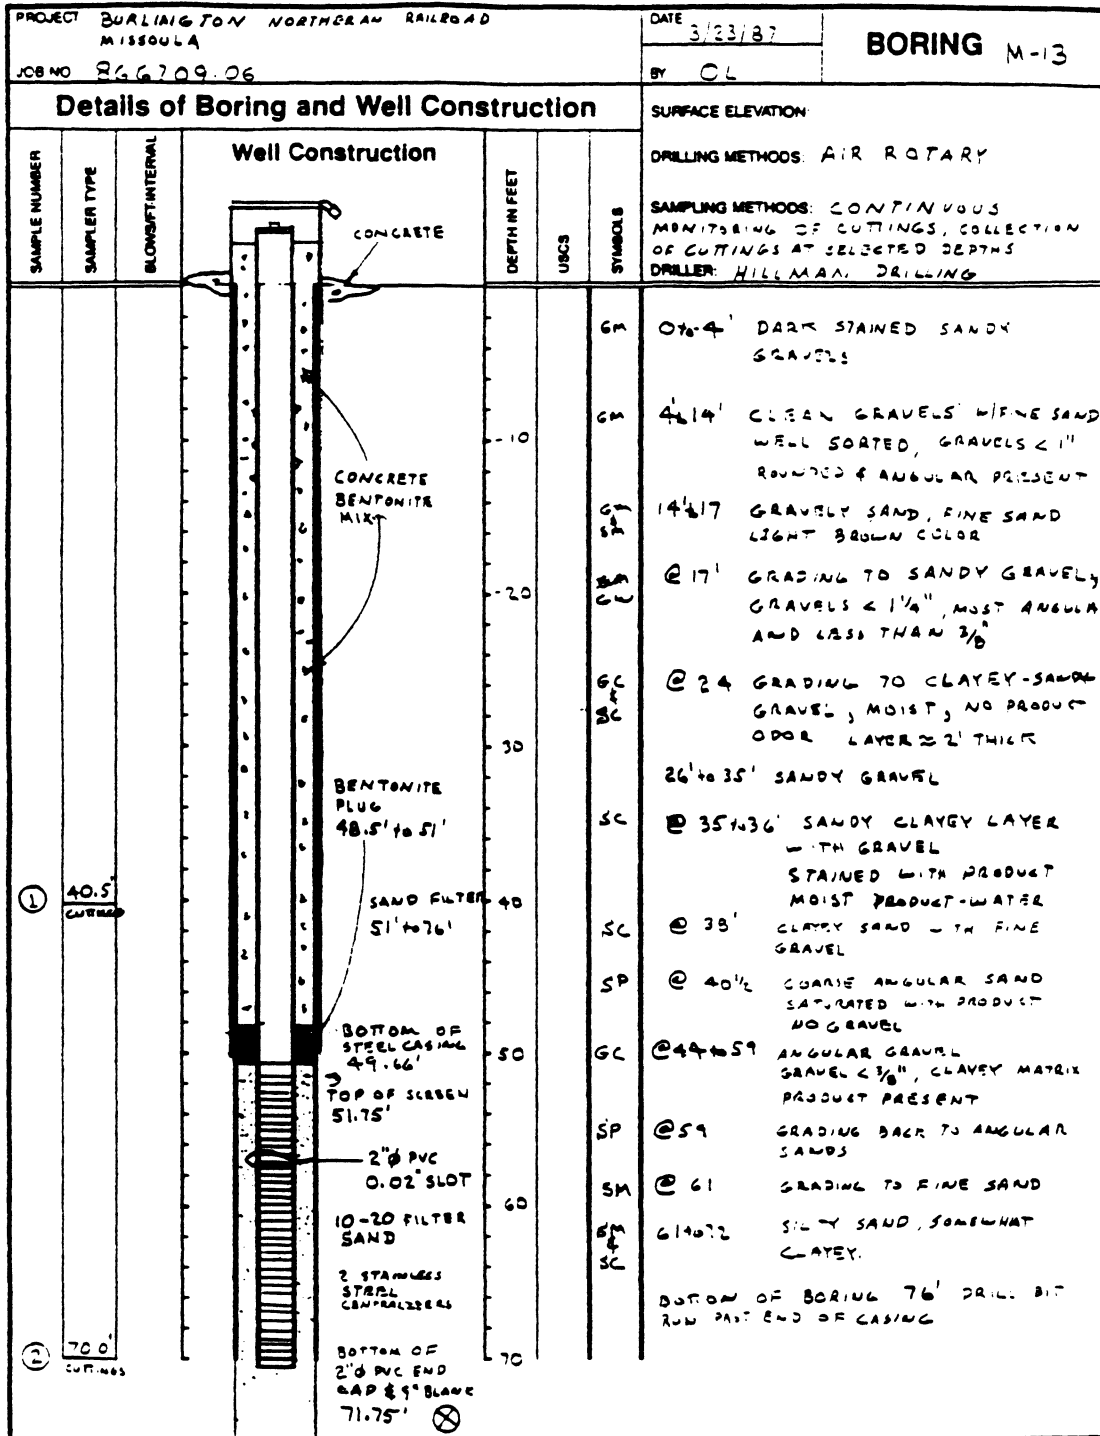 PROJECT BURLINGTON NORTHERAN RAILROAD
MISSOULA
JOB NO 866709.06
DATE 3/23/87
BY CL
BORING M-13
Details of Boring and Well Construction
SURFACE ELEVATION:
DRILLING METHODS: AIR ROTARY
SAMPLING METHODS: CONTINUOUS
MONITORING OF CUTTINGS, COLLECTION
OF CUTTINGS AT SELECTED DEPTHS
DRILLER: HILLMAN DRILLING
SAMPLE NUMBER
SAMPLER TYPE
BLOWS/FT-INTERVAL
Well Construction
DEPTH IN FEET
USCS
SYMBOLS
CONCRETE
CONCRETE
BENTONITE
MIX
BENTONITE
PLUG
48.5' to 51'
SAND FILTER
51' to 76'
BOTTOM OF
STEEL CASING
49.66'
TOP OF SCREEN
51.75'
2"ø PVC
0.02" SLOT
10-20 FILTER
SAND
2 STAINLESS
STEEL
CENTRALIZERS
BOTTOM OF
2"ø PVC END
CAP & 9" BLANK
71.75'
1 40.5'
CUTTINGS
2 70.0'
CUTTINGS
10
20
30
40
50
60
70
GM 0 to 4' DARK STAINED SANDY
GRAVELS
GM 4 to 14' CLEAN GRAVELS W/FINE SAND
WELL SORTED, GRAVELS < 1"
ROUNDED & ANGULAR PRESENT
GM & SM 14 to 17 GRAVELY SAND, FINE SAND
LIGHT BROWN COLOR
GW @ 17' GRADING TO SANDY GRAVEL,
GRAVELS < 1 1/4", MOST ANGULA
AND LESS THAN 3/8"
GC & SC @ 24 GRADING TO CLAYEY-SANDY
GRAVEL, MOIST, NO PRODUCT
ODOR LAYER ≈ 2' THICK
26' to 35' SANDY GRAVEL
SC @ 35 to 36' SANDY CLAYEY LAYER
WITH GRAVEL
STAINED WITH PRODUCT
MOIST PRODUCT-WATER
SC @ 38' CLAYEY SAND WITH FINE
GRAVEL
SP @ 40 1/2 COARSE ANGULAR SAND
SATURATED WITH PRODUCT
NO GRAVEL
GC @ 44 to 59 ANGULAR GRAVEL
GRAVEL < 3/8", CLAYEY MATRIX
PRODUCT PRESENT
SP @ 59 GRADING BACK TO ANGULAR
SANDS
SM @ 61 GRADING TO FINE SAND
SM & SC 61 to 72 SILTY SAND, SOMEWHAT
CLAYEY.
BOTTOM OF BORING 76' DRILL BIT
RUN PAST END OF CASING